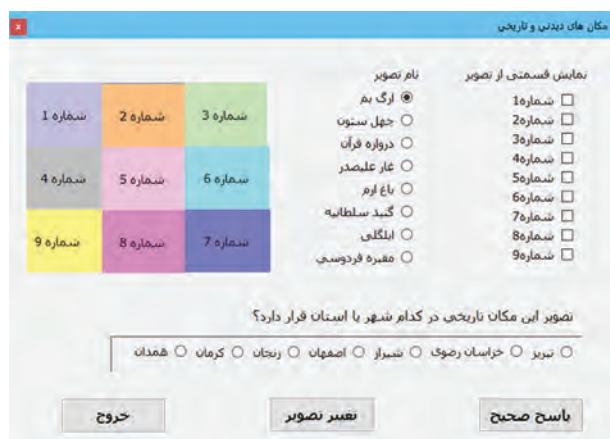 مکان های دیدنی و تاریخی
x
نمایش قسمتی از تصویر
شماره1
شماره2
شماره3
شماره4
شماره5
شماره6
شماره7
شماره8
شماره9
نام تصویر
ارگ بم
چهل ستون
دروازه قرآن
غار علیصدر
باغ ارم
گنبد سلطانیه
ایلگلی
مقبره فردوسی
شماره 3
شماره 2
شماره 1
شماره 6
شماره 5
شماره 4
شماره 7
شماره 8
شماره 9
تصویر این مکان تاریخی در کدام شهر یا استان قرار دارد؟
تبریز خراسان رضوی شیراز اصفهان زنجان کرمان همدان
پاسخ صحیح
تغییر تصویر
خروج